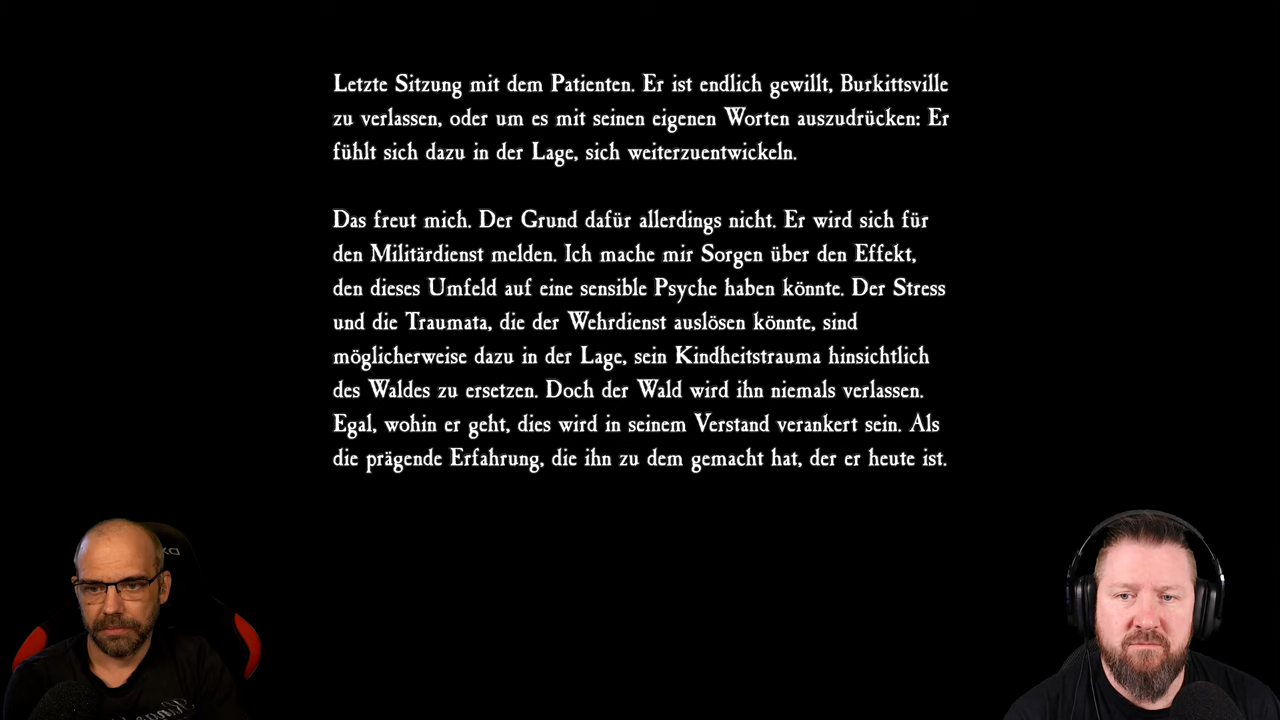 Letzte Sitzung mit dem Patienten. Er ist endlich gewillt, Burkittsville
zu verlassen, oder um es mit seinen eigenen Worten auszudrücken: Er
fühlt sich dazu in der Lage, sich weiterzuentwickeln.
Das freut mich. Der Grund dafür allerdings nicht. Er wird sich für
den Militärdienst melden. Ich mache mir Sorgen über den Effekt,
den dieses Umfeld auf eine sensible Psyche haben könnte. Der Stress
und die Traumata, die der Wehrdienst auslösen könnte, sind
möglicherweise dazu in der Lage, sein Kindheitstrauma hinsichtlich
des Waldes zu ersetzen. Doch der Wald wird ihn niemals verlassen.
Egal, wohin er geht, dies wird in seinem Verstand verankert sein. Als
die prägende Erfahrung, die ihn zu dem gemacht hat, der er heute ist.